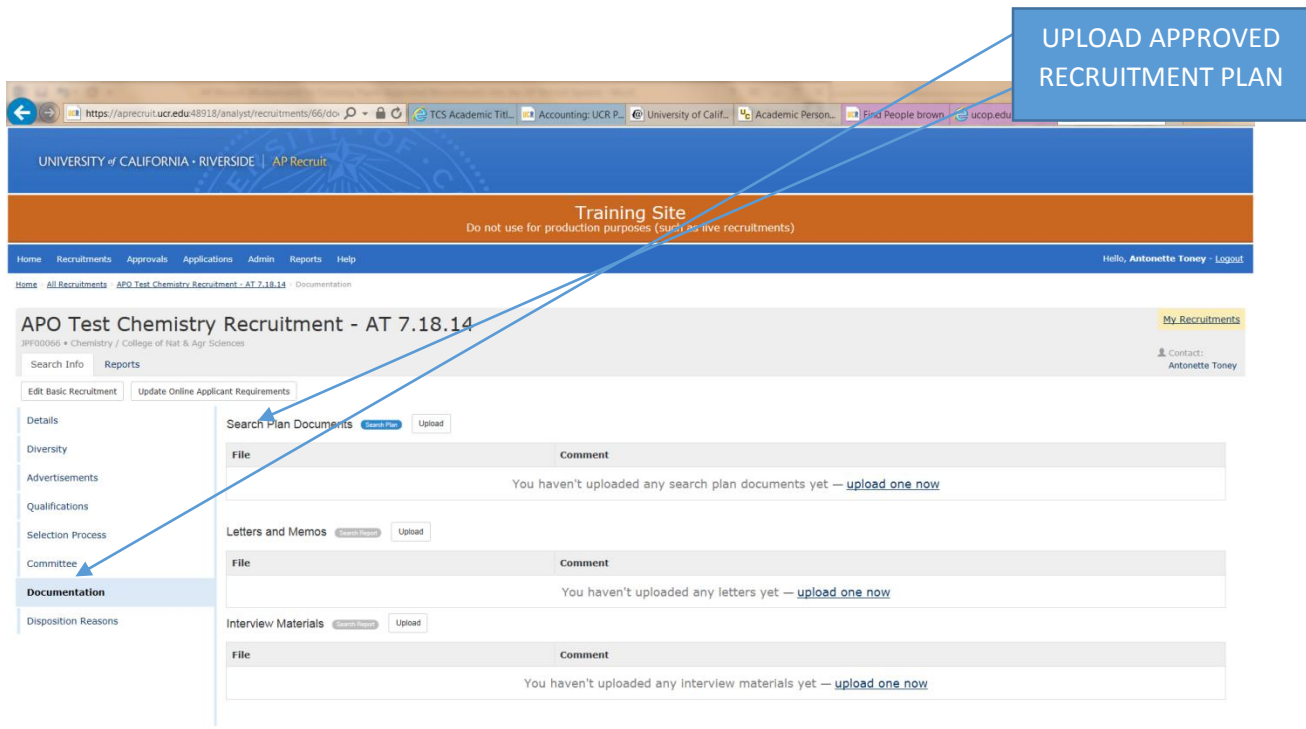 UPLOAD APPROVED
RECRUITMENT PLAN
https://aprecruit.ucr.edu:48918/analyst/recruitments/66/do
TCS Academic Titl... Accounting: UCR P... University of Calif... Academic Person... Find People brown ucop.edu
UNIVERSITY of CALIFORNIA • RIVERSIDE | AP Recruit
Training Site
Do not use for production purposes (such as live recruitments)
Home Recruitments Approvals Applications Admin Reports Help Hello, Antonette Toney - Logout
Home All Recruitments APO Test Chemistry Recruitment - AT 7.18.14 Documentation
APO Test Chemistry Recruitment - AT 7.18.14 My Recruitments
JPF00066 • Chemistry / College of Nat & Agr Sciences
Contact:
Antonette Toney
Search Info Reports
Edit Basic Recruitment Update Online Applicant Requirements
Details
Diversity
Advertisements
Qualifications
Selection Process
Committee
Documentation
Disposition Reasons
Search Plan Documents Search Plan Upload
File Comment
You haven't uploaded any search plan documents yet — upload one now
Letters and Memos Search Report Upload
File Comment
You haven't uploaded any letters yet — upload one now
Interview Materials Search Report Upload
File Comment
You haven't uploaded any interview materials yet — upload one now